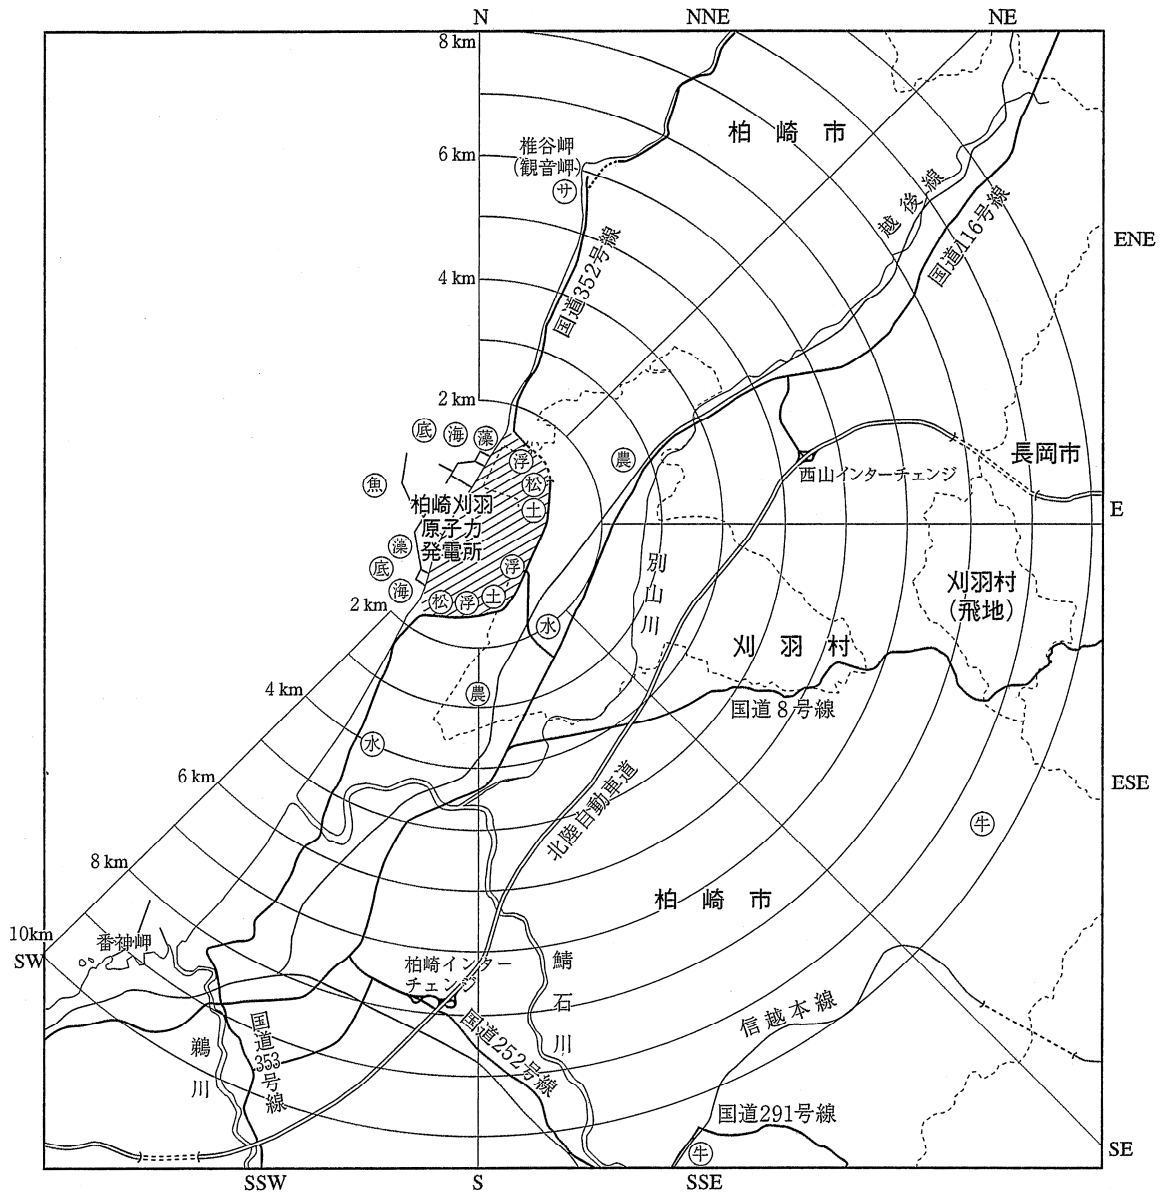 N
NNE
NE
8 km
柏崎市
椎谷岬
(観音岬)
サ
6 km
越後線
国道116号線
ENE
国道352号線
4 km
2 km
底
海
藻
浮
農
長岡市
西山インターチェンジ
魚
松
柏崎刈羽
原子力
発電所
土
E
藻
底
海
浮
別山川
刈羽村
(飛地)
2 km
松
浮
土
水
刈羽村
4 km
農
国道8号線
水
6 km
北陸自動車道
ESE
牛
8 km
柏崎市
10km
SW
番神岬
柏崎インター
チェンジ
鯖石川
信越本線
国道353号線
国道252号線
鵜川
国道291号線
牛
SE
SSW
S
SSE